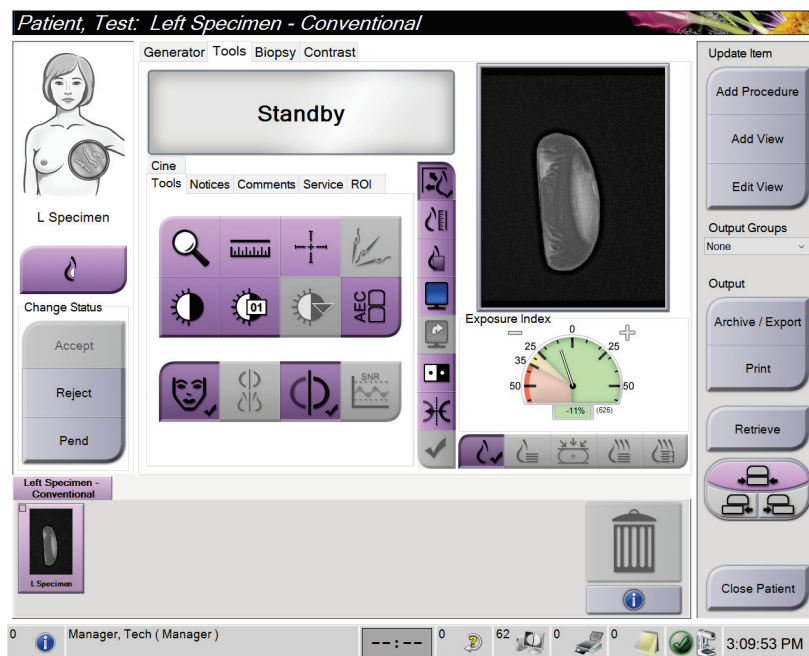 Patient, Test: Left Specimen - Conventional
Generator Tools Biopsy Contrast
Standby
Cine
Tools Notices Comments Service ROI
L Specimen
01
AEC
SNR
Change Status
Accept
Reject
Pend
Exposure Index
0
25 25
35
50 50
-11% (525)
Update Item
Add Procedure
Add View
Edit View
Output Groups
None
Output
Archive / Export
Print
Retrieve
Close Patient
Left Specimen -
Conventional
L Specimen
0 Manager, Tech ( Manager ) --:-- 0 62 0 0 3:09:53 PM